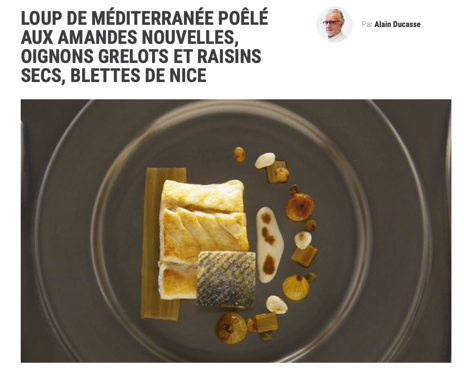 LOUP DE MÉDITERRANÉE POÊLÉ
AUX AMANDES NOUVELLES,
OIGNONS GRELOTS ET RAISINS
SECS, BLETTES DE NICE
Par Alain Ducasse